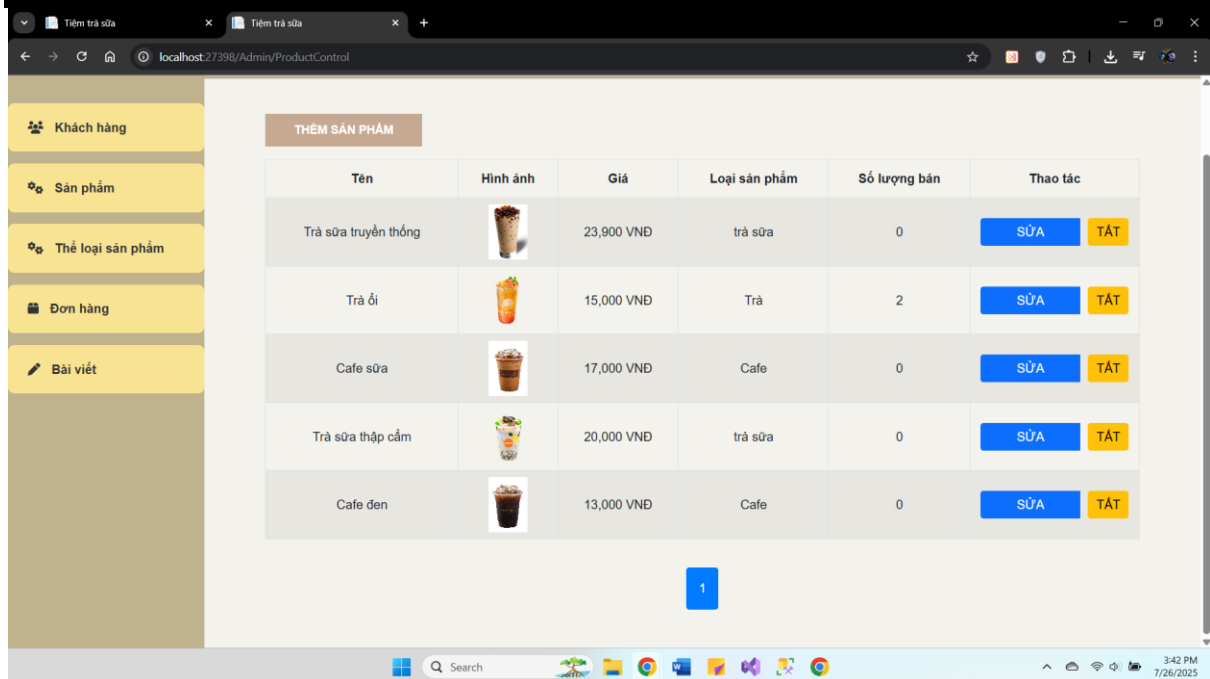 Tiệm trà sữa
Tiệm trà sữa
localhost:27398/Admin/ProductControl
Khách hàng
Sản phẩm
Thể loại sản phẩm
Đơn hàng
Bài viết
THÊM SẢN PHẨM
Tên Hình ảnh Giá Loại sản phẩm Số lượng bán Thao tác
Trà sữa truyền thống 23,900 VNĐ trà sữa 0 SỬA TẮT
Trà ổi 15,000 VNĐ Trà 2 SỬA TẮT
Cafe sữa 17,000 VNĐ Cafe 0 SỬA TẮT
Trà sữa thập cẩm 20,000 VNĐ trà sữa 0 SỬA TẮT
Cafe đen 13,000 VNĐ Cafe 0 SỬA TẮT
1
Search
3:42 PM
7/26/2025